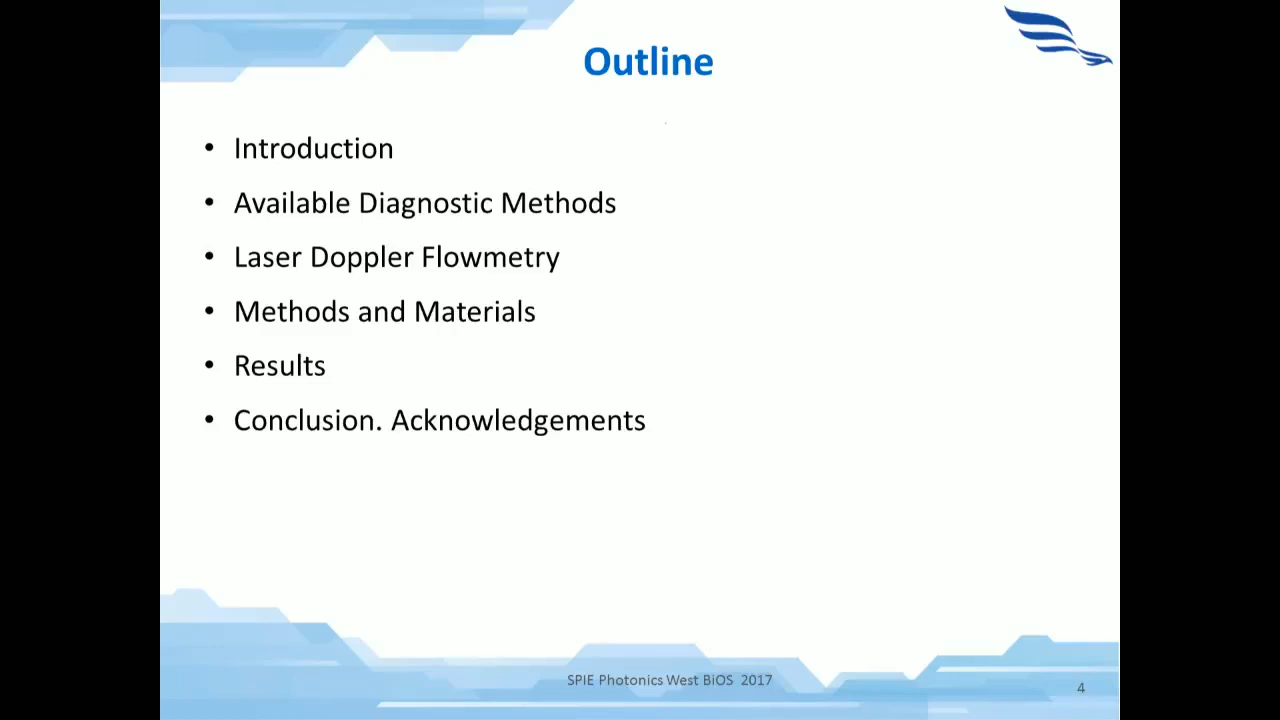 Outline
• Introduction
• Available Diagnostic Methods
• Laser Doppler Flowmetry
• Methods and Materials
• Results
• Conclusion. Acknowledgements
SPIE Photonics West BiOS 2017
4